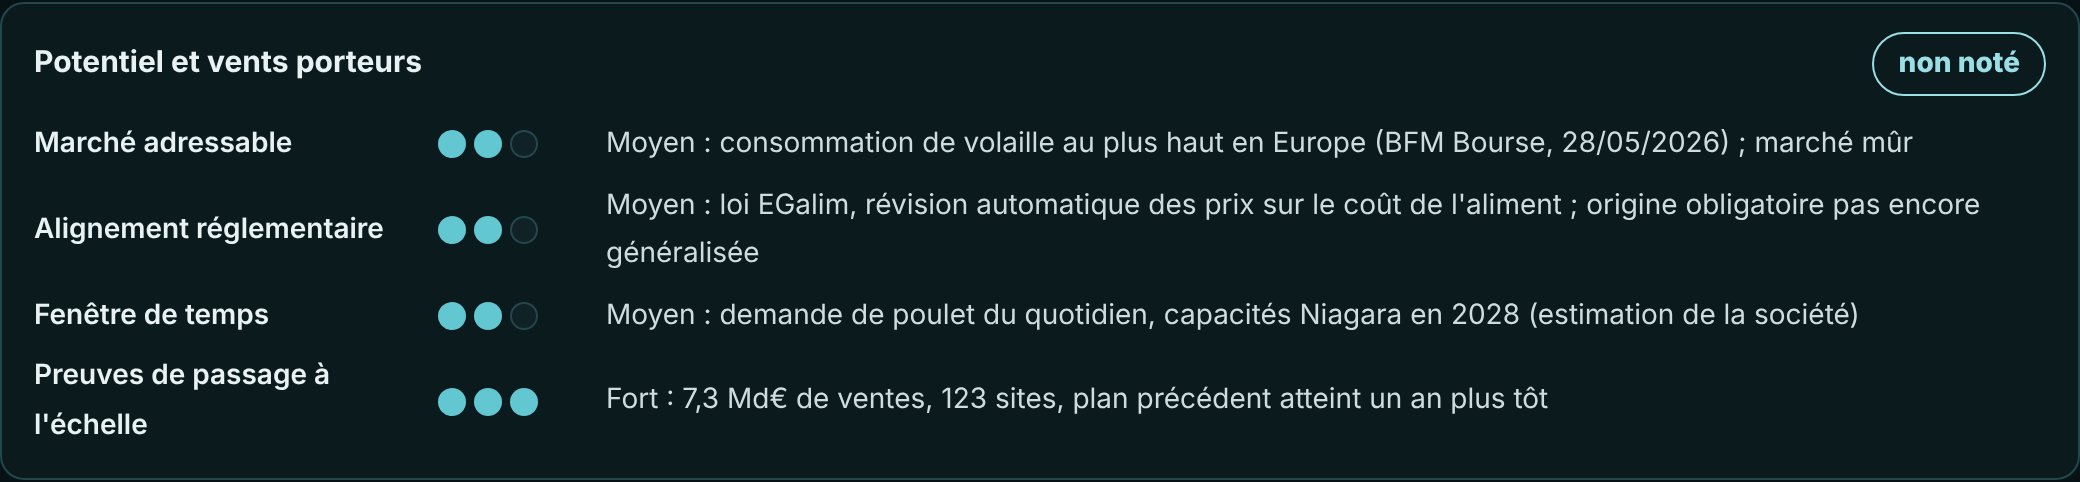 Potentiel et vents porteurs
non noté
Marché adressable
Moyen : consommation de volaille au plus haut en Europe (BFM Bourse, 28/05/2026) ; marché mûr
Alignement réglementaire
Moyen : loi EGalim, révision automatique des prix sur le coût de l'aliment ; origine obligatoire pas encore
généralisée
Fenêtre de temps
Moyen : demande de poulet du quotidien, capacités Niagara en 2028 (estimation de la société)
Preuves de passage à
l'échelle
Fort : 7,3 Md€ de ventes, 123 sites, plan précédent atteint un an plus tôt